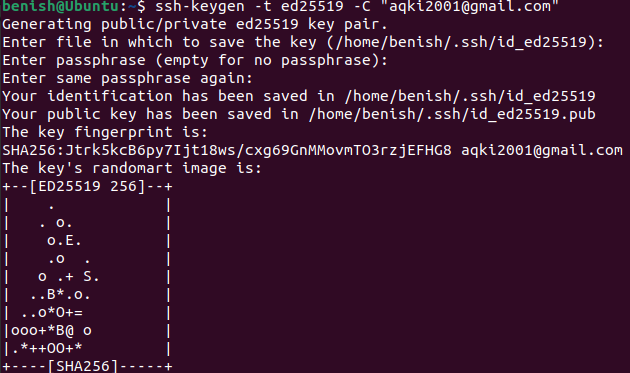 benish@Ubuntu:~$ ssh-keygen -t ed25519 -C "aqki2001@gmail.com"
Generating public/private ed25519 key pair.
Enter file in which to save the key (/home/benish/.ssh/id_ed25519):
Enter passphrase (empty for no passphrase):
Enter same passphrase again:
Your identification has been saved in /home/benish/.ssh/id_ed25519
Your public key has been saved in /home/benish/.ssh/id_ed25519.pub
The key fingerprint is:
SHA256:Jtrk5kcB6py7Ijt18ws/cxg69GnMMovmTO3rzjEFHG8 aqki2001@gmail.com
The key's randomart image is:
+--[ED25519 256]--+
|    .            |
|   . o.          |
|    o.E.         |
|    .o  .        |
|   o .+ S.       |
|  ..B*.o.        |
| ..o*O+=         |
|ooo+*B@ o        |
|.*++OO+*         |
+----[SHA256]-----+